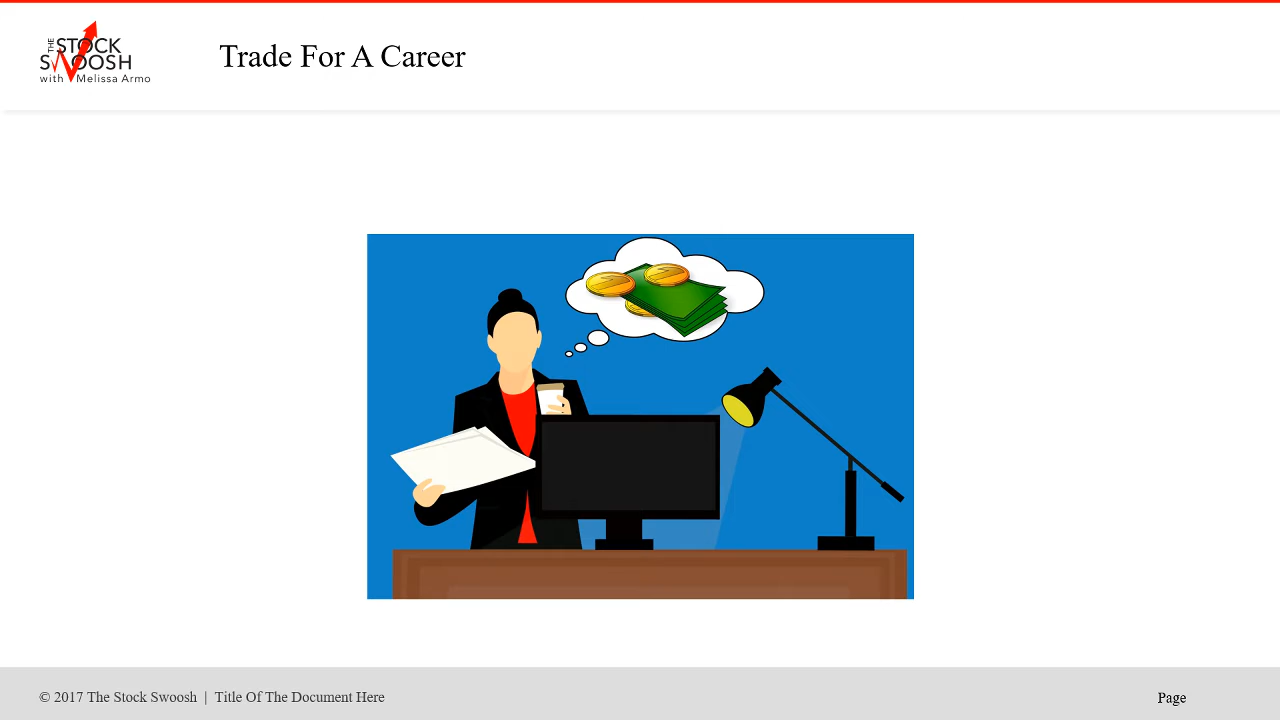 THE STOCK
SWOOSH
with Melissa Armo
Trade For A Career
© 2017 The Stock Swoosh | Title Of The Document Here
Page